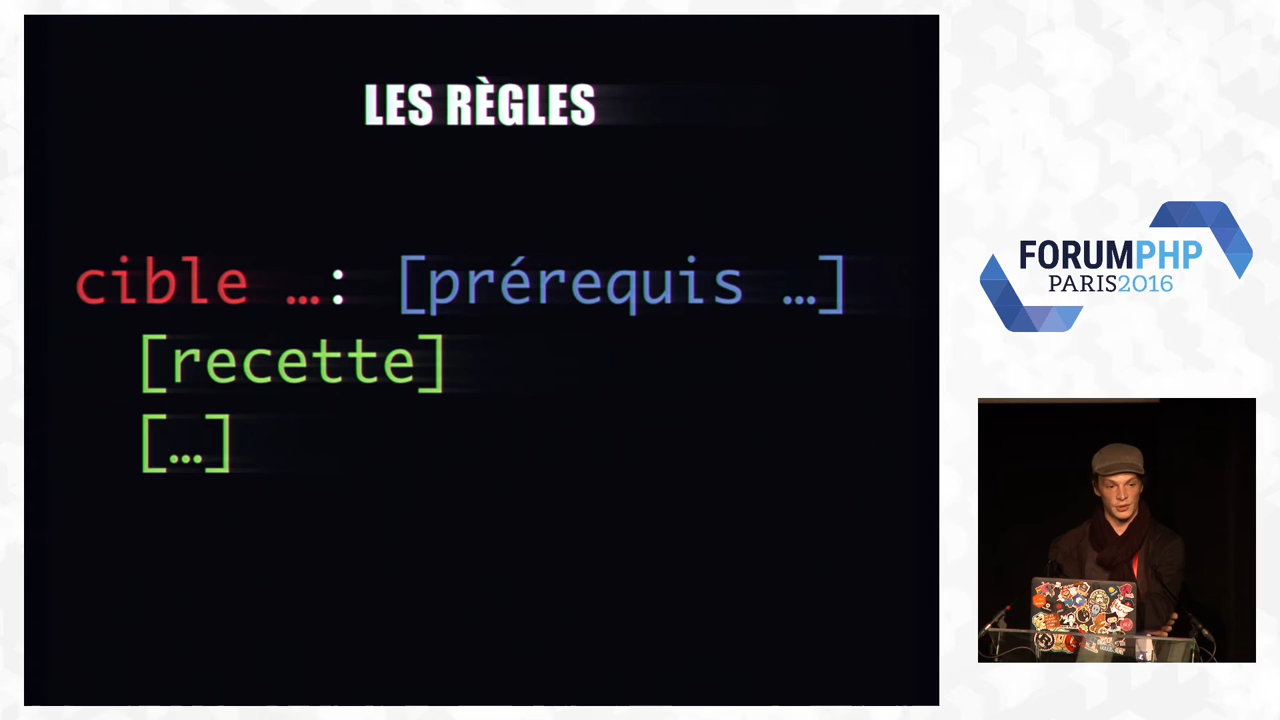 LES RÈGLES
cible …: [prérequis …]
[recette]
[…]
FORUMPHP
PARIS2016